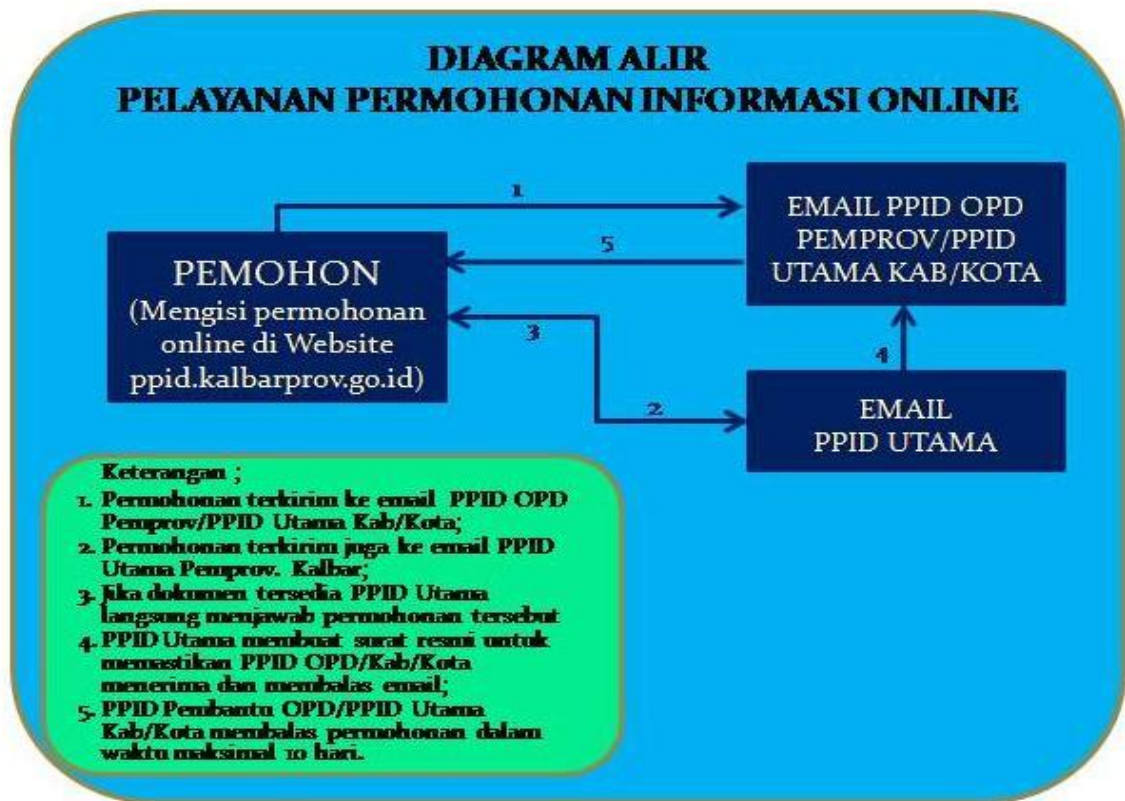 DIAGRAM ALIR
PELAYANAN PERMOHONAN INFORMASI ONLINE
1
EMAIL PPID OPD
PEMPROV/PPID
UTAMA KAB/KOTA
5
PEMOHON
(Mengisi permohonan
online di Website
ppid.kalbarprov.go.id)
3
4
2
EMAIL
PPID UTAMA
Keterangan ;
1. Permohonan terkirim ke email PPID OPD
Pemprov/PPID Utama Kab/Kota;
2. Permohonan terkirim juga ke email PPID
Utama Pemprov. Kalbar;
3. Jika dokumen tersedia PPID Utama
langsung menjawab permohonan tersebut
4. PPID Utama membuat surat resmi untuk
memastikan PPID OPD/Kab/Kota
menerima dan membalas email;
5. PPID Pembantu OPD/PPID Utama
Kab/Kota membalas permohonan dalam
waktu maksimal 10 hari.